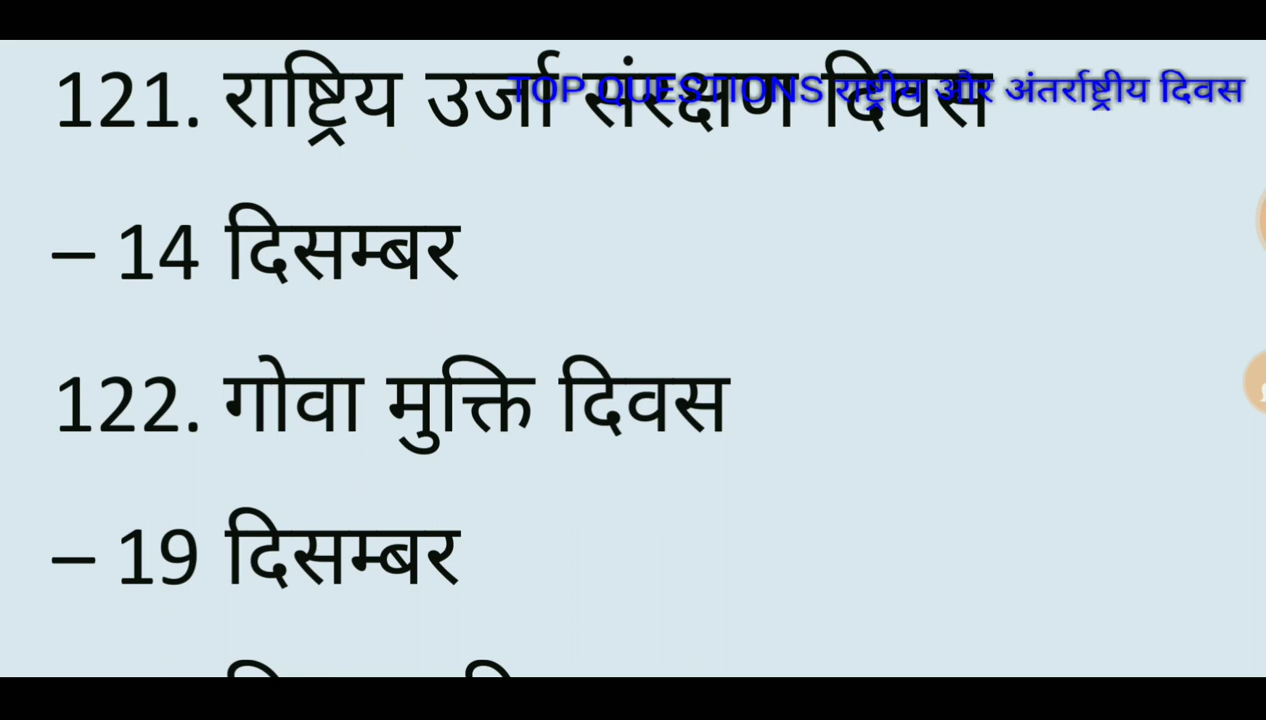 121. राष्ट्रिय उर्जा संरक्षण दिवस
TOP QUESTIONS राष्ट्रीय और अंतर्राष्ट्रीय दिवस
– 14 दिसम्बर
122. गोवा मुक्ति दिवस
– 19 दिसम्बर